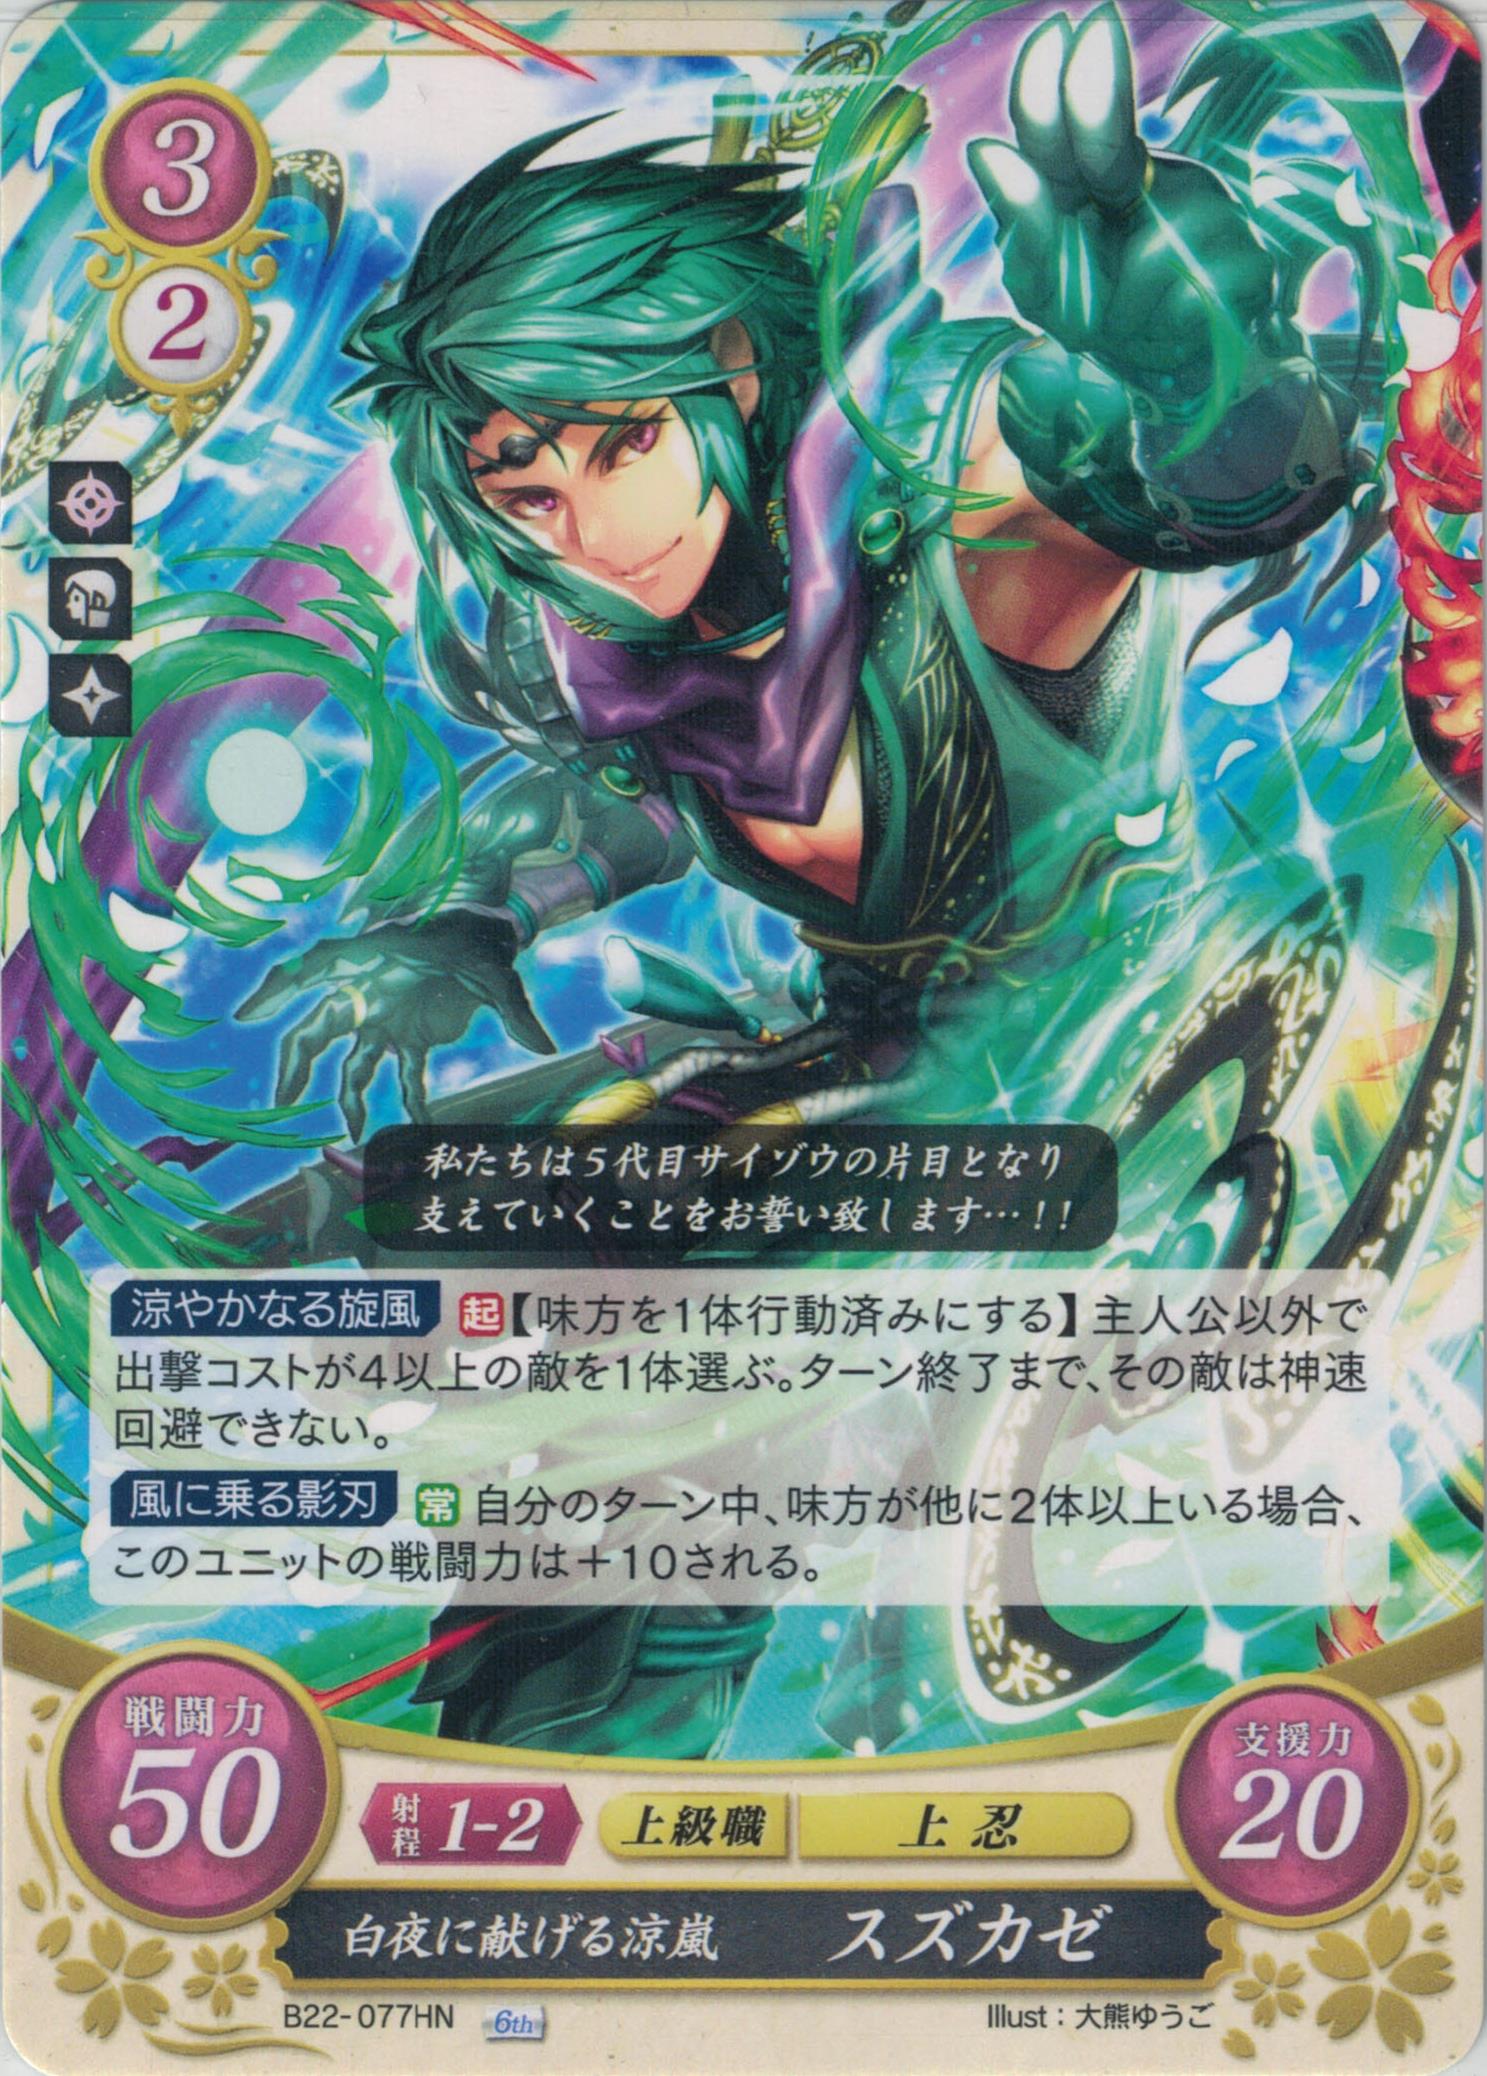 3
2
私たちは5代目サイゾウの片目となり
支えていくことをお誓い致します…!!
涼やかなる旋風 起【味方を1体行動済みにする】主人公以外で
出撃コストが4以上の敵を1体選ぶ。ターン終了まで、その敵は神速
回避できない。
風に乗る影刃 常 自分のターン中、味方が他に2体以上いる場合、
このユニットの戦闘力は+10される。
戦闘力
50
射程 1-2
上級職
上忍
支援力
20
白夜に献げる涼嵐 スズカゼ
B22-077HN 6th
Illust:大熊ゆうご